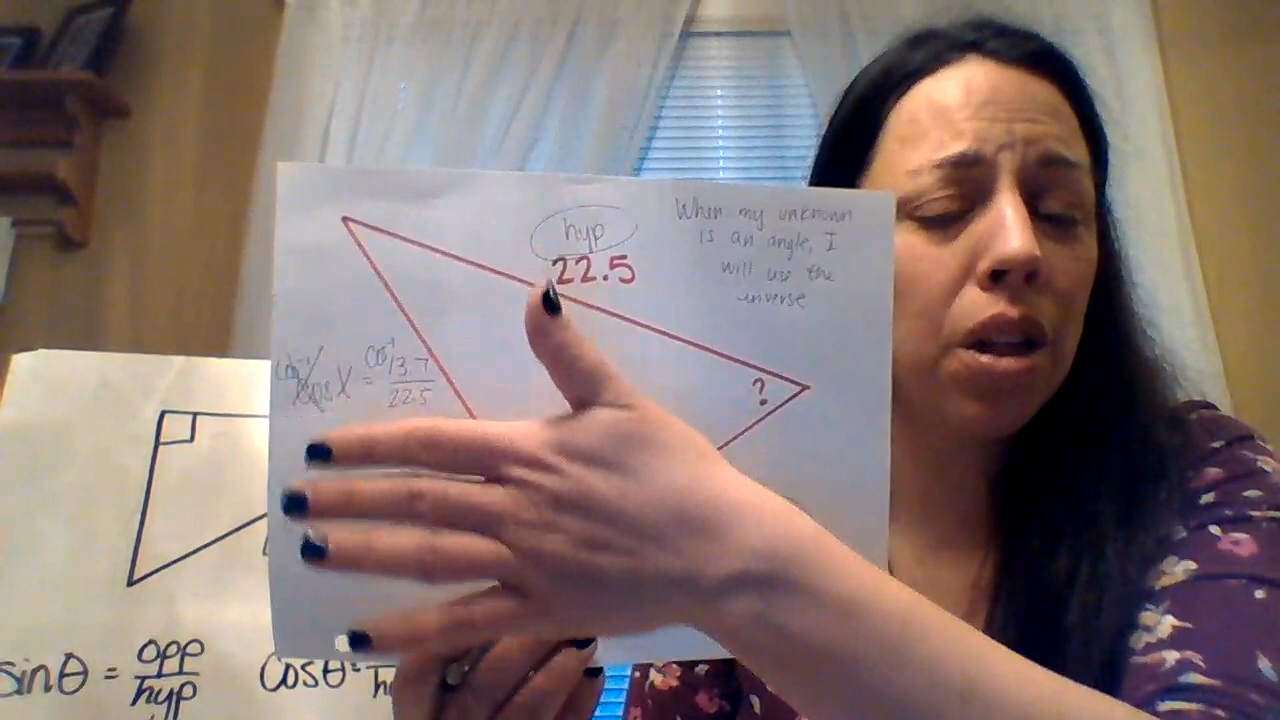 hyp
22.5
When my unknown
is an angle, I
will use the
inverse
?
cos⁻¹ cos X = cos⁻¹ 13.7
22.5
sinθ = opp
hyp
cosθ =